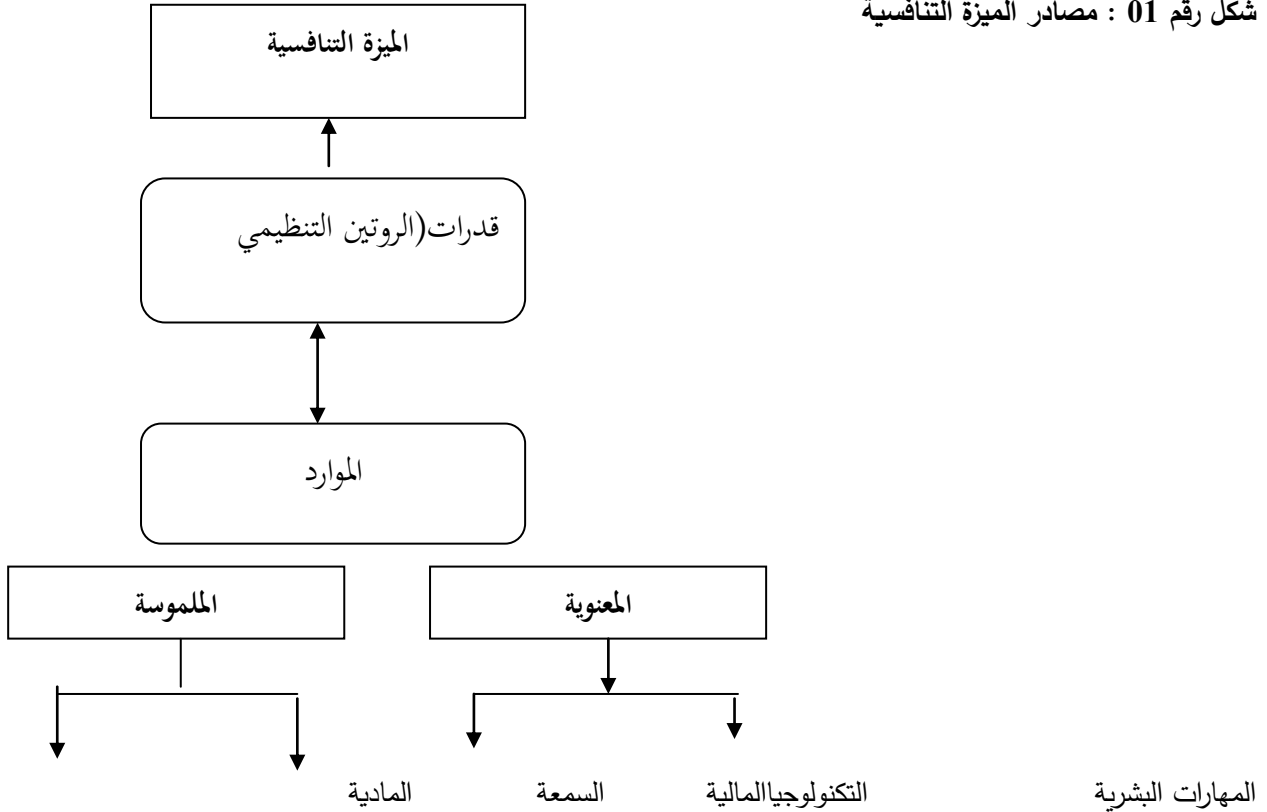 شكل رقم 01 : مصادر الميزة التنافسية
الميزة التنافسية
قدرات(الروتين التنظيمي
الموارد
المعنوية
الملموسة
المهارات البشرية التكنولوجياالمالية السمعة المادية